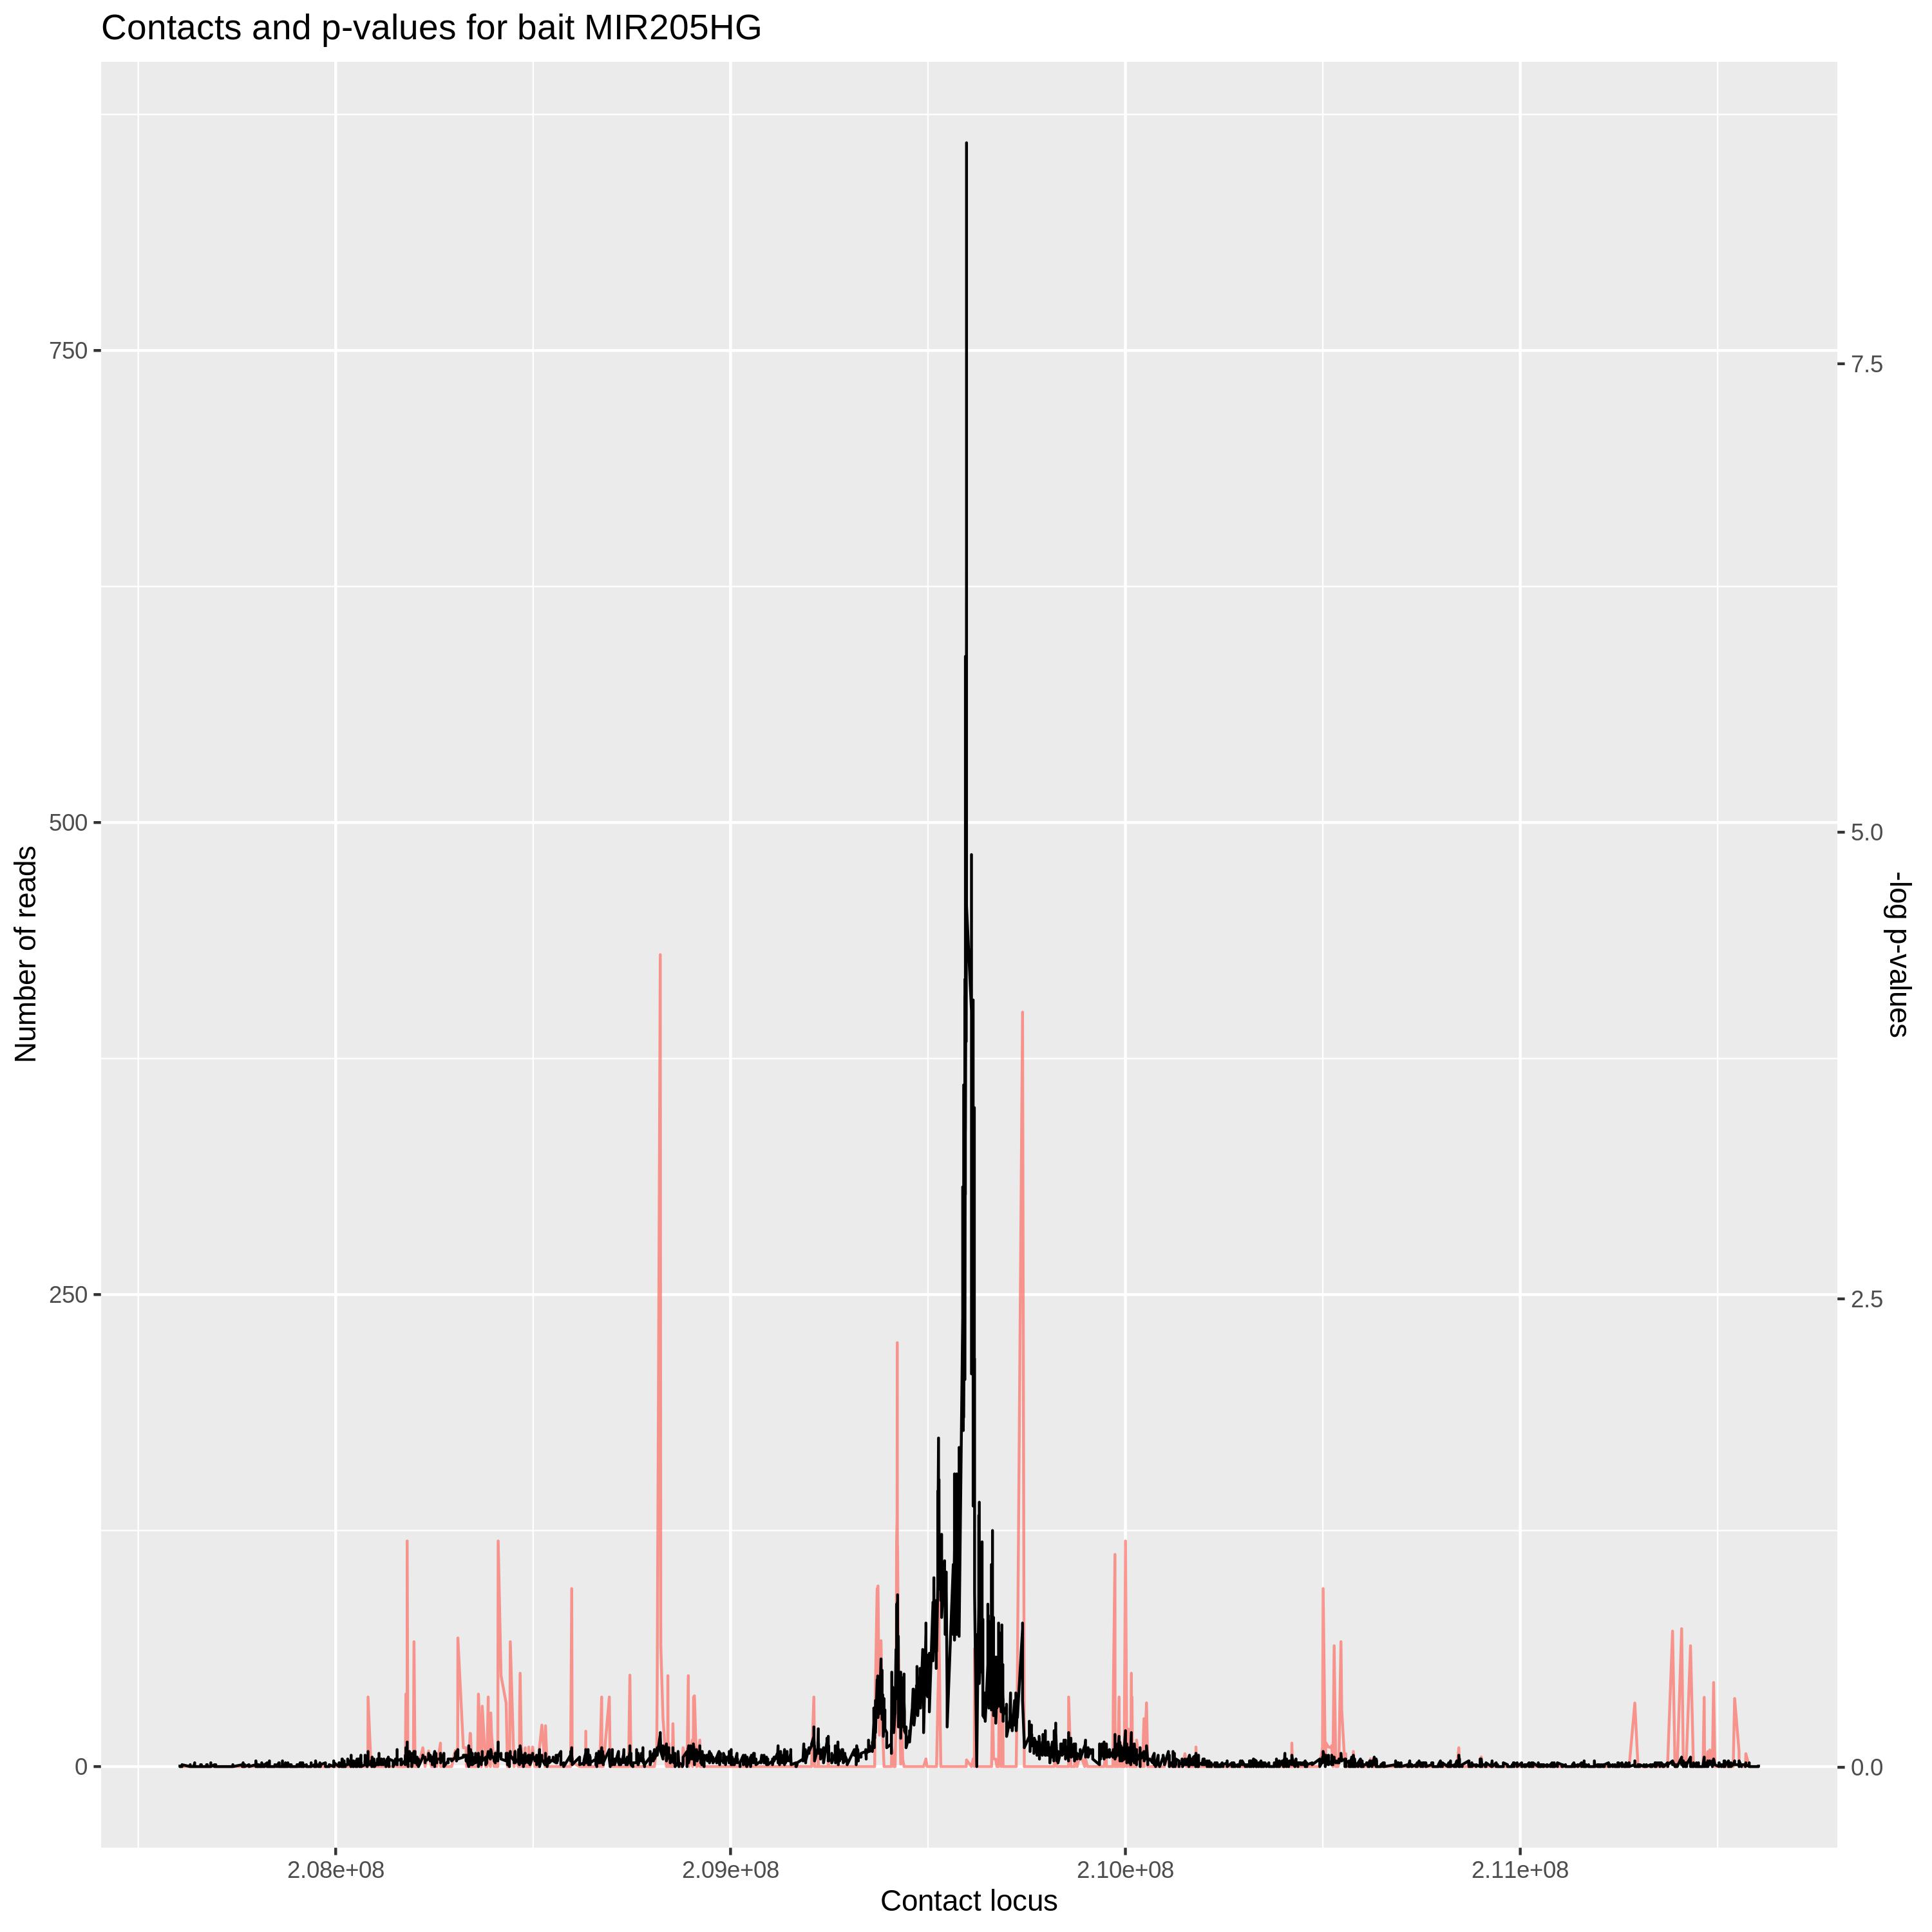 Contacts and p-values for bait MIR205HG
750
500
250
0
Number of reads
7.5
5.0
2.5
0.0
-log p-values
2.08e+08
2.09e+08
2.10e+08
2.11e+08
Contact locus